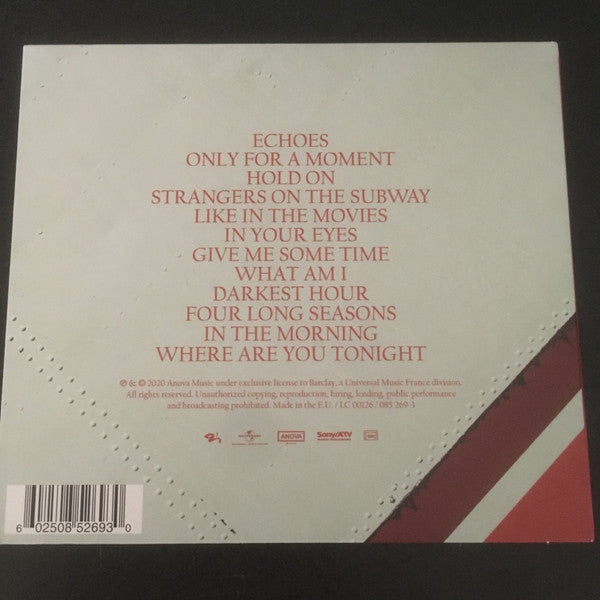 ECHOES
ONLY FOR A MOMENT
HOLD ON
STRANGERS ON THE SUBWAY
LIKE IN THE MOVIES
IN YOUR EYES
GIVE ME SOME TIME
WHAT AM I
DARKEST HOUR
FOUR LONG SEASONS
IN THE MORNING
WHERE ARE YOU TONIGHT
℗ & © 2020 Anova Music under exclusive license to Barclay, a Universal Music France division.
All rights reserved. Unauthorized copying, reproduction, hiring, lending, public performance
and broadcasting prohibited. Made in the E.U. / LC 00126 / 085 269-3
ANOVA Sony/ATV
6 02508 52693 0